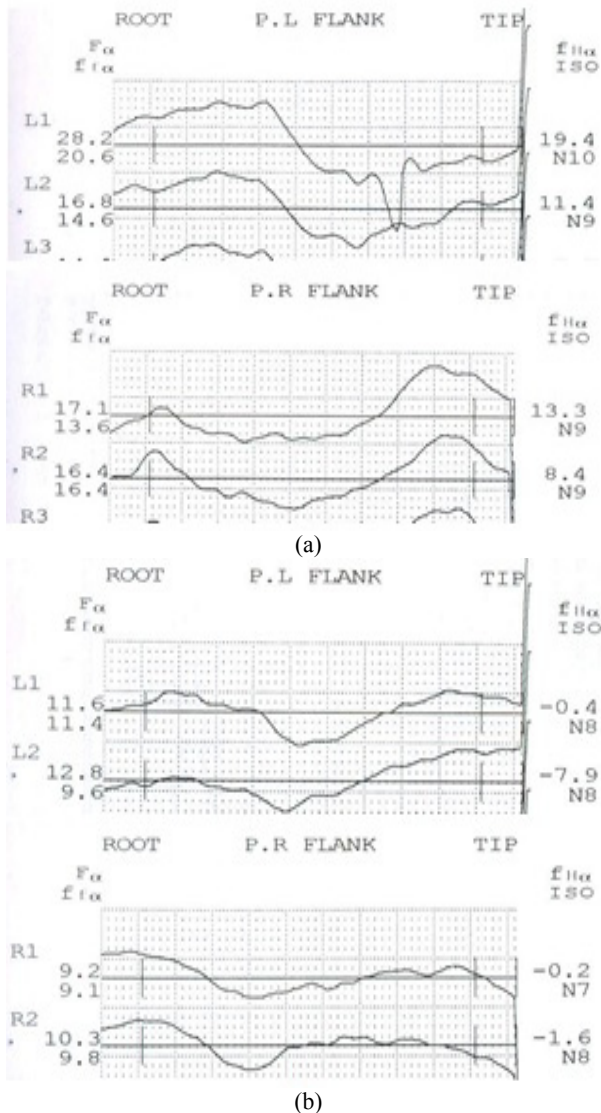 ROOT P.L FLANK TIP
Fα fHα
ffα ISO
L1
28.2 19.4
20.6 N10
L2
16.8 11.4
14.6 N9
L3
ROOT P.R FLANK TIP
Fα fHα
ffα ISO
R1
17.1 13.3
13.6 N9
R2
16.4 8.4
16.4 N9
R3
(a)
ROOT P.L FLANK TIP
Fα fHα
ffα ISO
L1
11.6 -0.4
11.4 N8
L2
12.8 -7.9
9.6 N8
ROOT P.R FLANK TIP
Fα fHα
ffα ISO
R1
9.2 -0.2
9.1 N7
R2
10.3 -1.6
9.8 N8
(b)